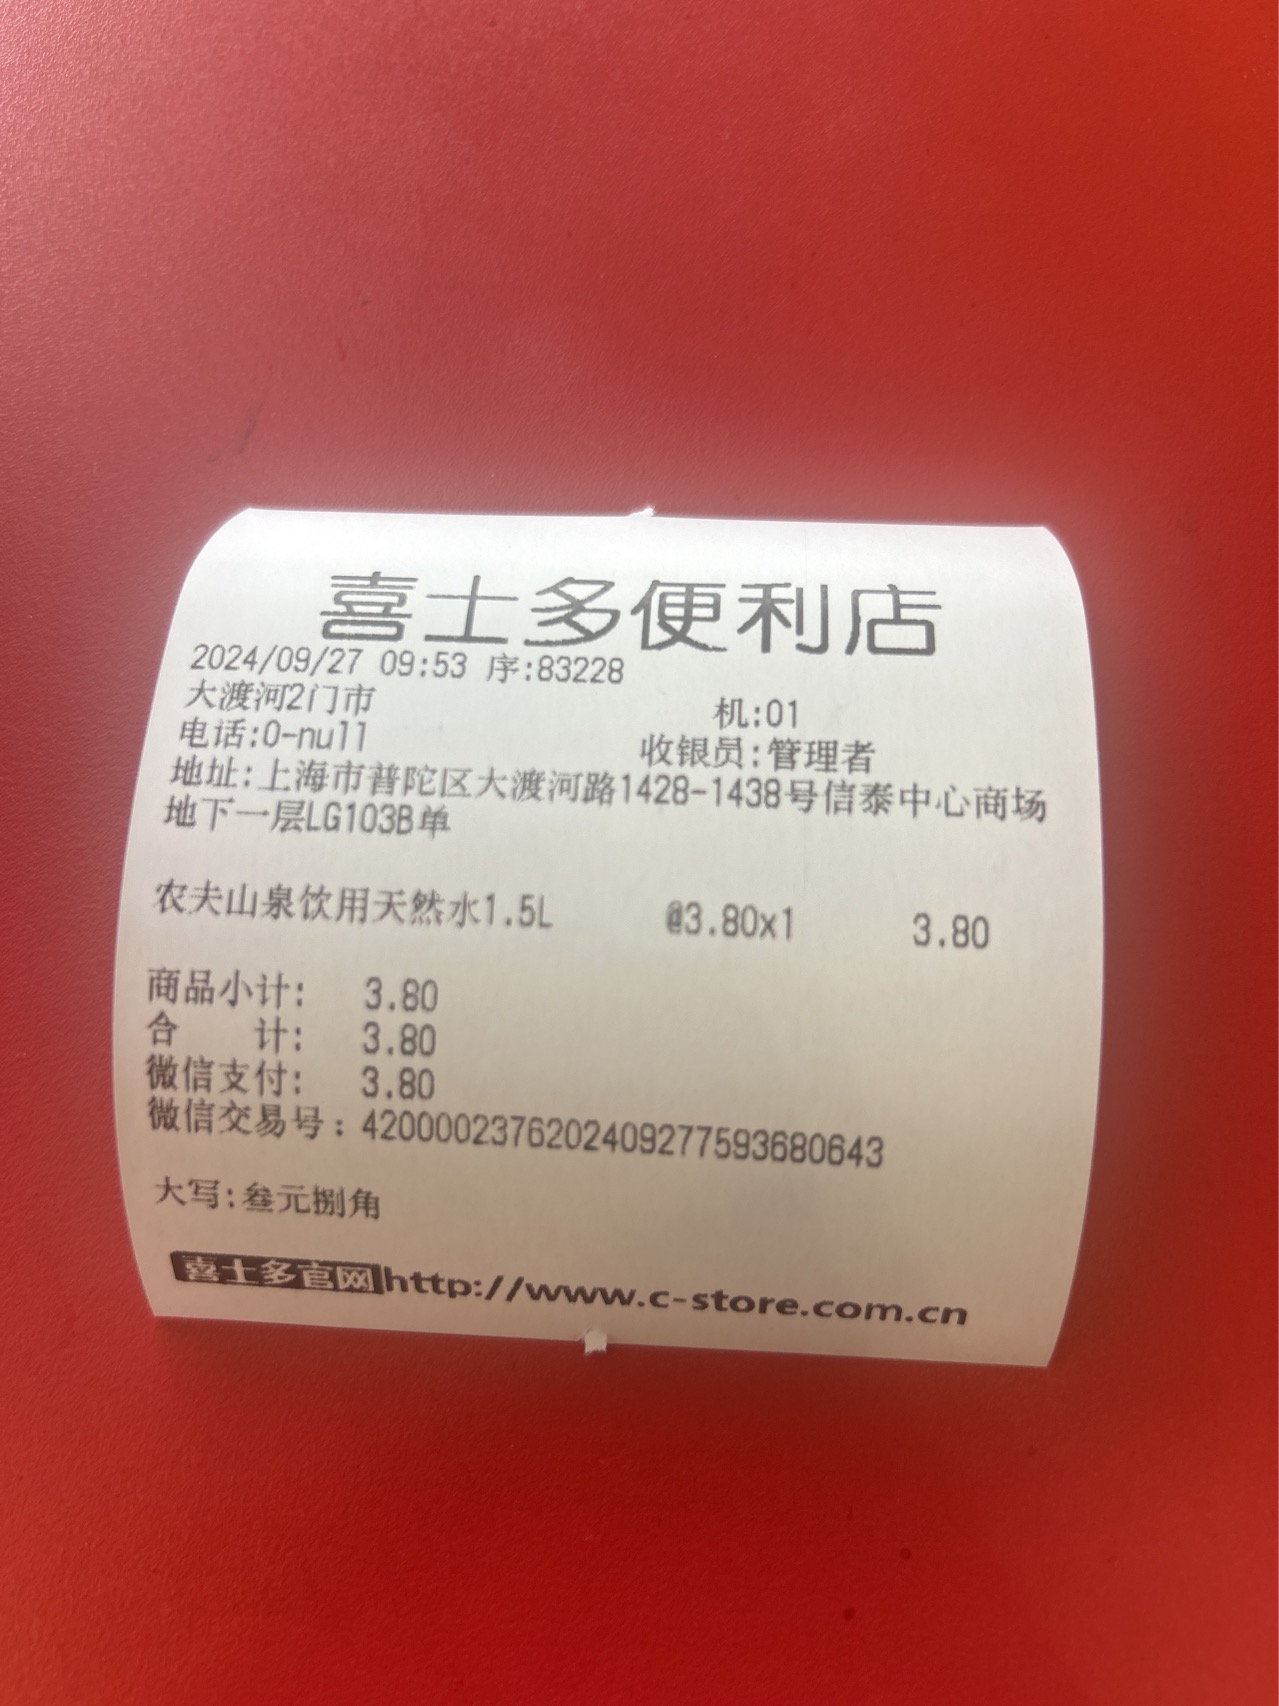 喜士多便利店
2024/09/27 09:53 序:83228
大渡河2门市 机:01
电话:0-null 收银员:管理者
地址:上海市普陀区大渡河路1428-1438号信泰中心商场
地下一层LG103B单
农夫山泉饮用天然水1.5L @3.80x1 3.80
商品小计: 3.80
合 计: 3.80
微信支付: 3.80
微信交易号：4200002376202409277593680643
大写:叁元捌角
喜士多官网http://www.c-store.com.cn